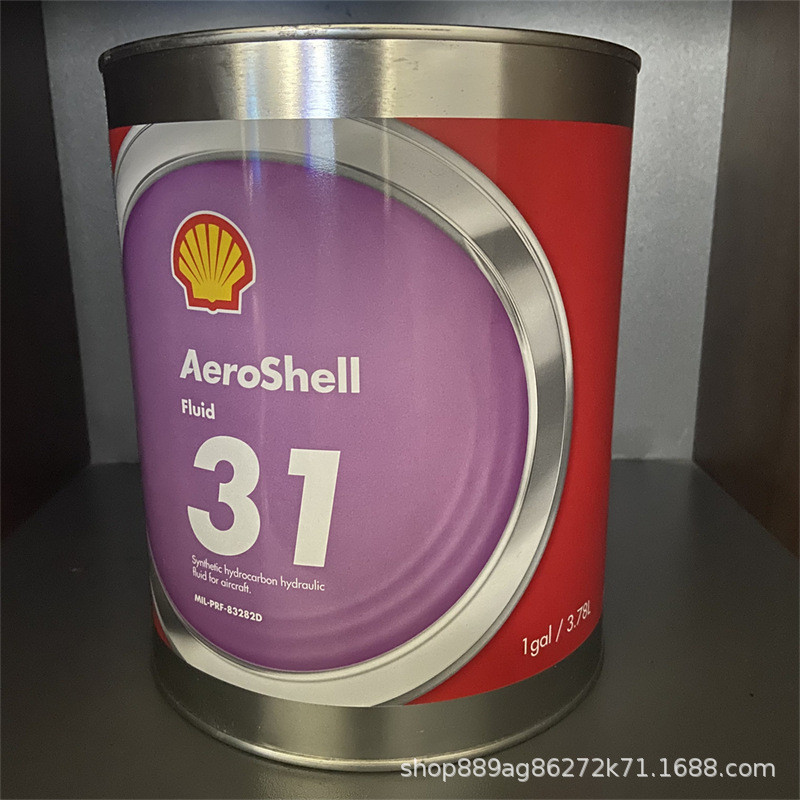 AeroShell
Fluid
31
Synthetic hydrocarbon hydraulic
fluid for aircraft.
MIL-PRF-83282D
1gal / 3.78L
shop889ag86272k71.1688.com